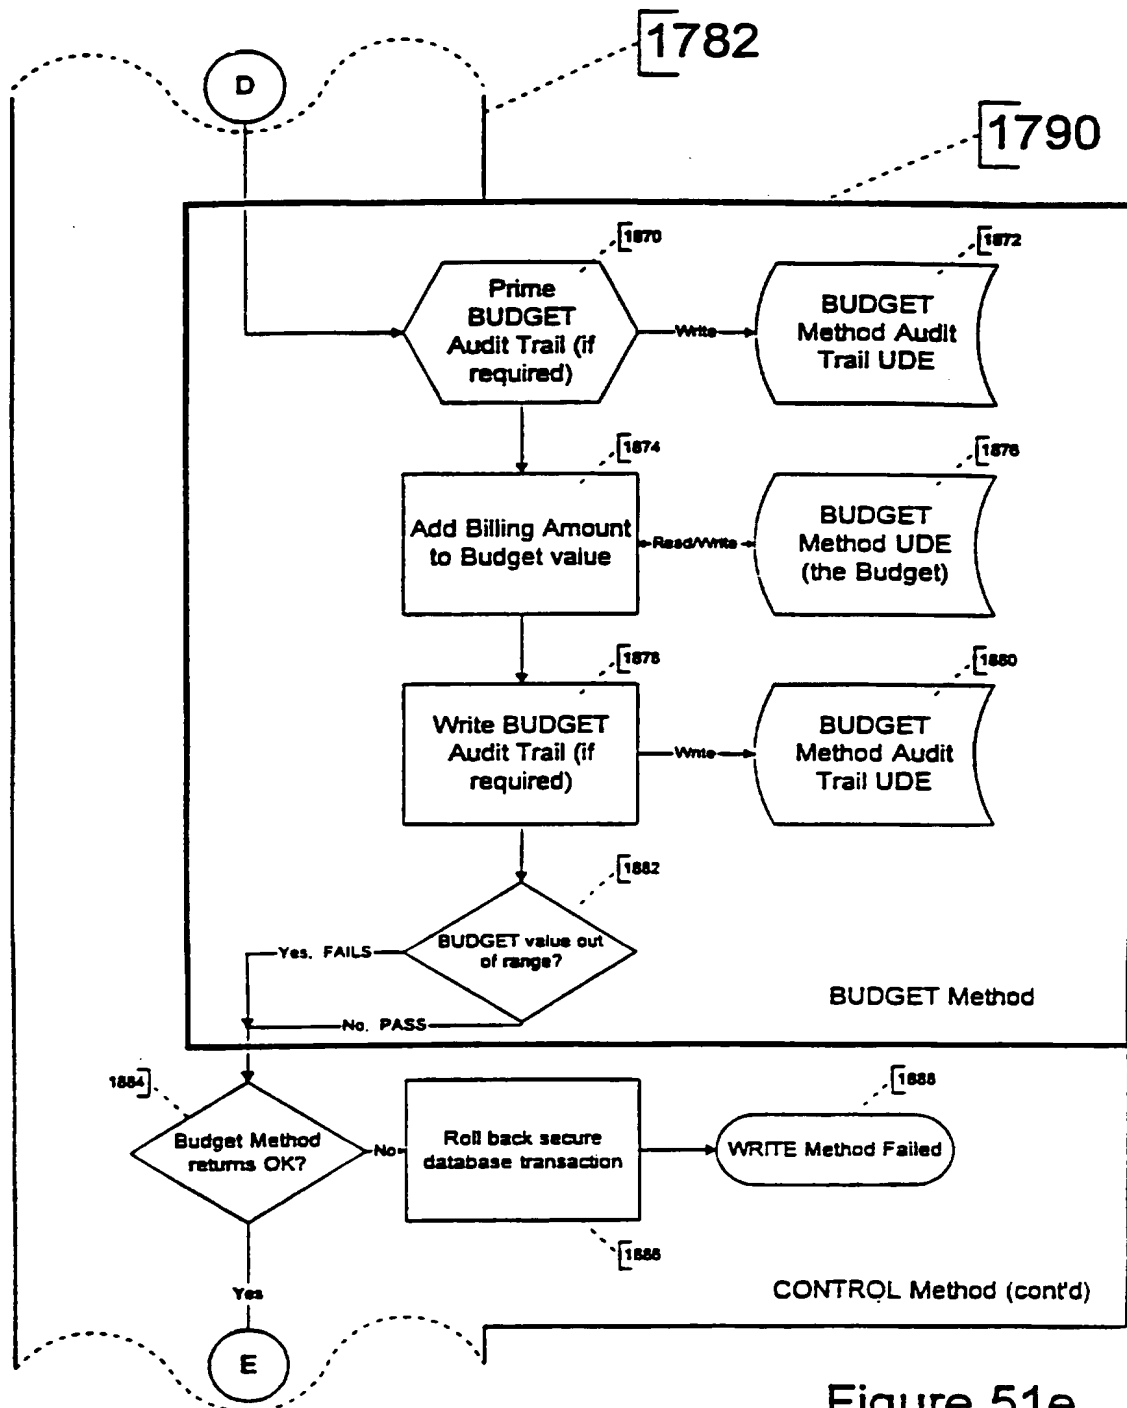 1782
D
1790
1870
1872
Prime
BUDGET
Audit Trail (if
required)
Write
BUDGET
Method Audit
Trail UDE
1874
1876
Add Billing Amount
to Budget value
Read/Write
BUDGET
Method UDE
(the Budget)
1878
1880
Write BUDGET
Audit Trail (if
required)
Write
BUDGET
Method Audit
Trail UDE
1882
BUDGET value out
of range?
Yes, FAILS
No, PASS
BUDGET Method
1884
1888
Budget Method
returns OK?
No
Roll back secure
database transaction
WRITE Method Failed
1886
Yes
CONTROL Method (cont'd)
E
Figure 51e